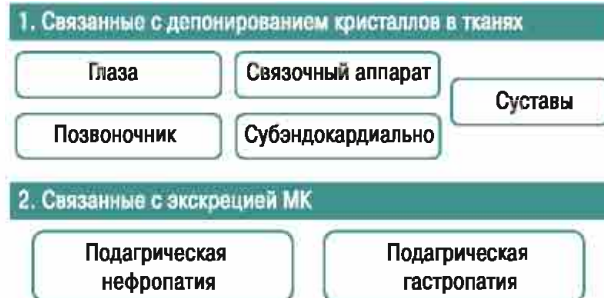 1. Связанные с депонированием кристаллов в тканях
Глаза
Связочный аппарат
Суставы
Позвоночник
Субэндокардиально
2. Связанные с экскрецией МК
Подагрическая
нефропатия
Подагрическая
гастропатия